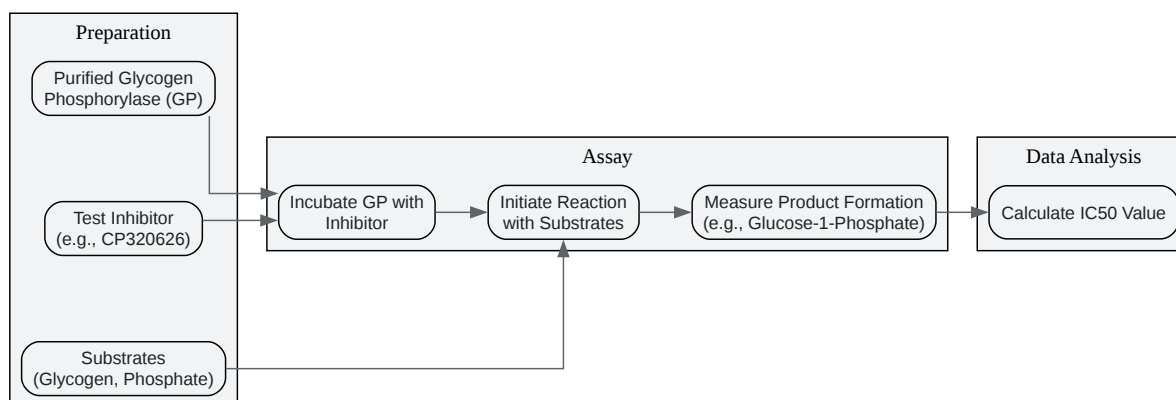 Preparation
Purified Glycogen
Phosphorylase (GP)
Test Inhibitor
(e.g., CP320626)
Substrates
(Glycogen, Phosphate)
Assay
Incubate GP with
Inhibitor
Initiate Reaction
with Substrates
Measure Product Formation
(e.g., Glucose-1-Phosphate)
Data Analysis
Calculate IC50 Value